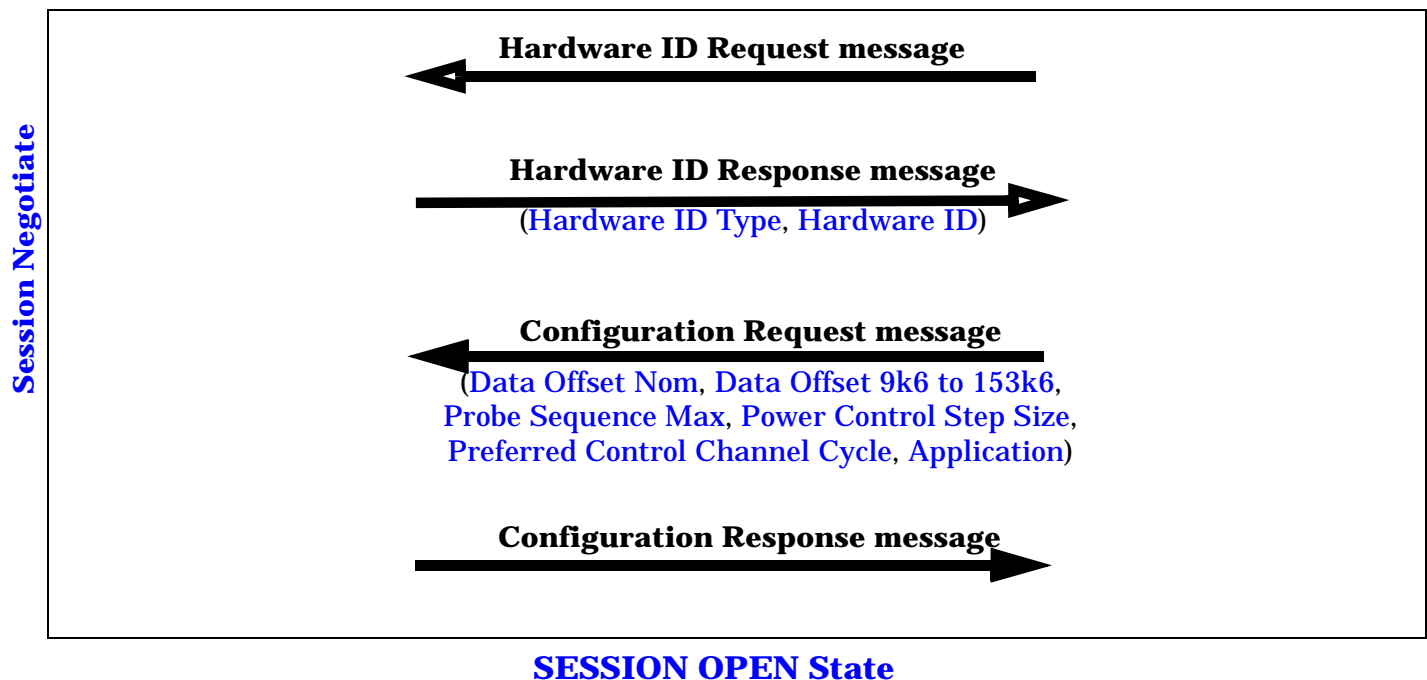 Hardware ID Request message
Session Negotiate
Hardware ID Response message
(Hardware ID Type, Hardware ID)
Configuration Request message
(Data Offset Nom, Data Offset 9k6 to 153k6,
Probe Sequence Max, Power Control Step Size,
Preferred Control Channel Cycle, Application)
Configuration Response message
SESSION OPEN State